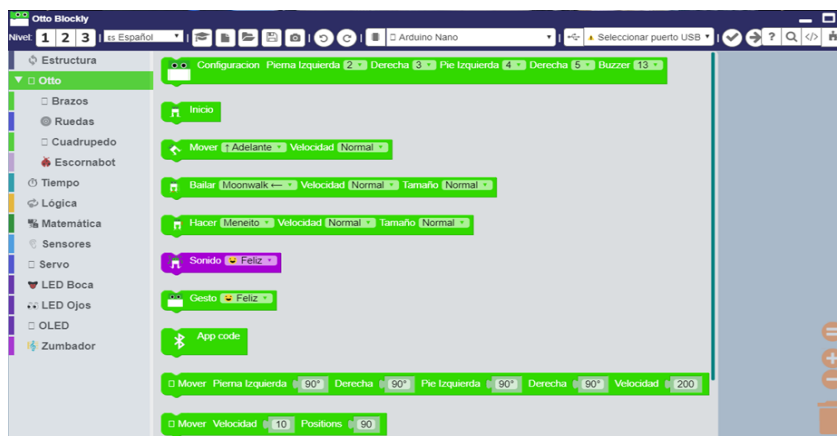 Otto Blockly
Nivel: 1 2 3 Español Arduino Nano Seleccionar puerto USB ?
Estructura
Otto
Brazos
Ruedas
Cuadrupedo
Escornabot
Tiempo
Lógica
Matemàtica
Sensores
Servo
LED Boca
LED Ojos
OLED
Zumbador
Configuracion Pierna Izquierda 2 Derecha 3 Pie Izquierda 4 Derecha 5 Buzzer 13
Inicio
Mover ↑ Adelante Velocidad Normal
Bailar Moonwalk ← Velocidad Normal Tamaño Normal
Hacer Meneito Velocidad Normal Tamaño Normal
Sonido Feliz
Gesto Feliz
App code
Mover Pierna Izquierda 90° Derecha 90° Pie Izquierda 90° Derecha 90° Velocidad 200
Mover Velocidad 10 Positions 90